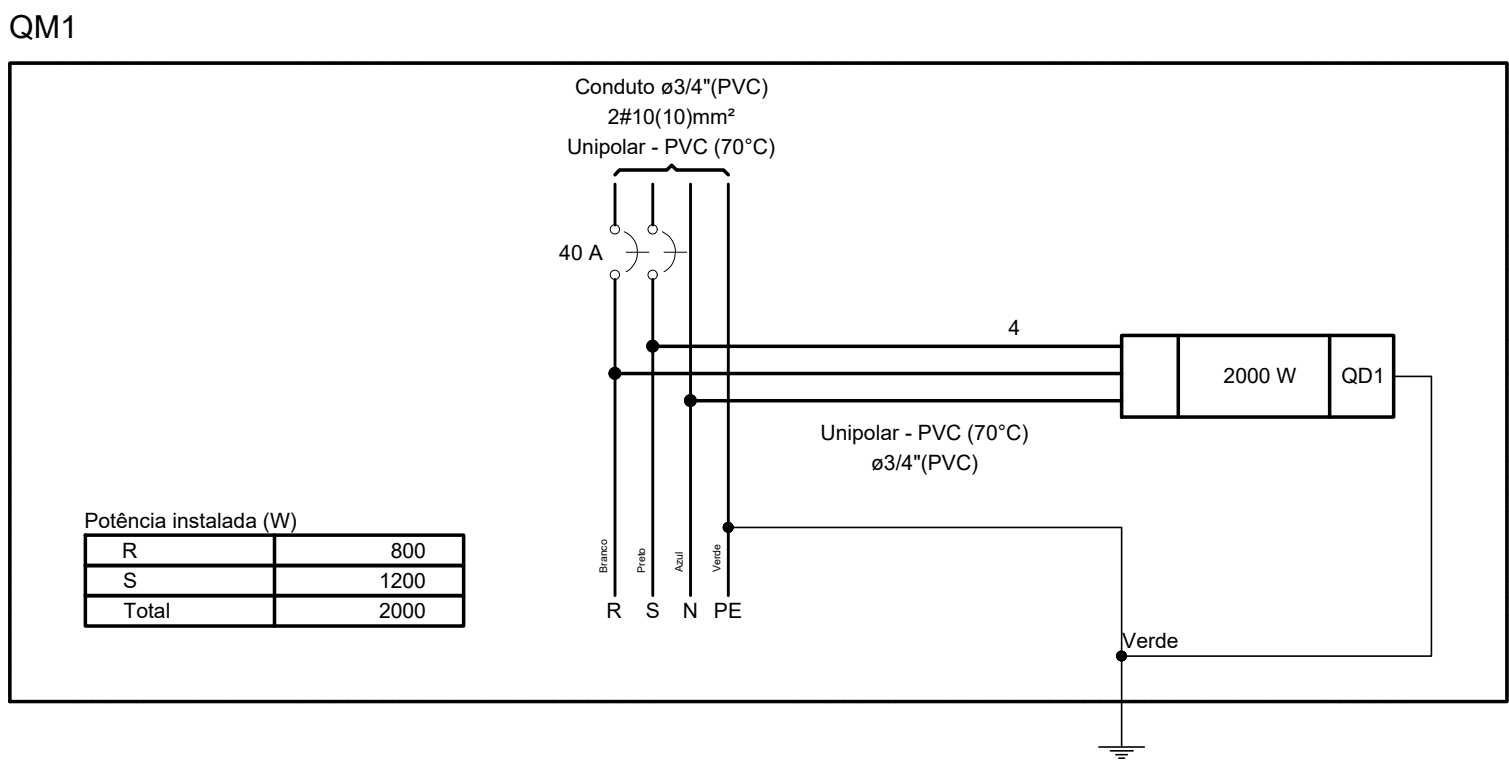 QM1
Conduto ø3/4"(PVC)
2#10(10)mm²
Unipolar - PVC (70°C)
40 A
4
2000 W
QD1
Unipolar - PVC (70°C)
ø3/4"(PVC)
Potência instalada (W)
R 800
S 1200
Total 2000
Branco
Preto
Azul
Verde
R S N PE
Verde